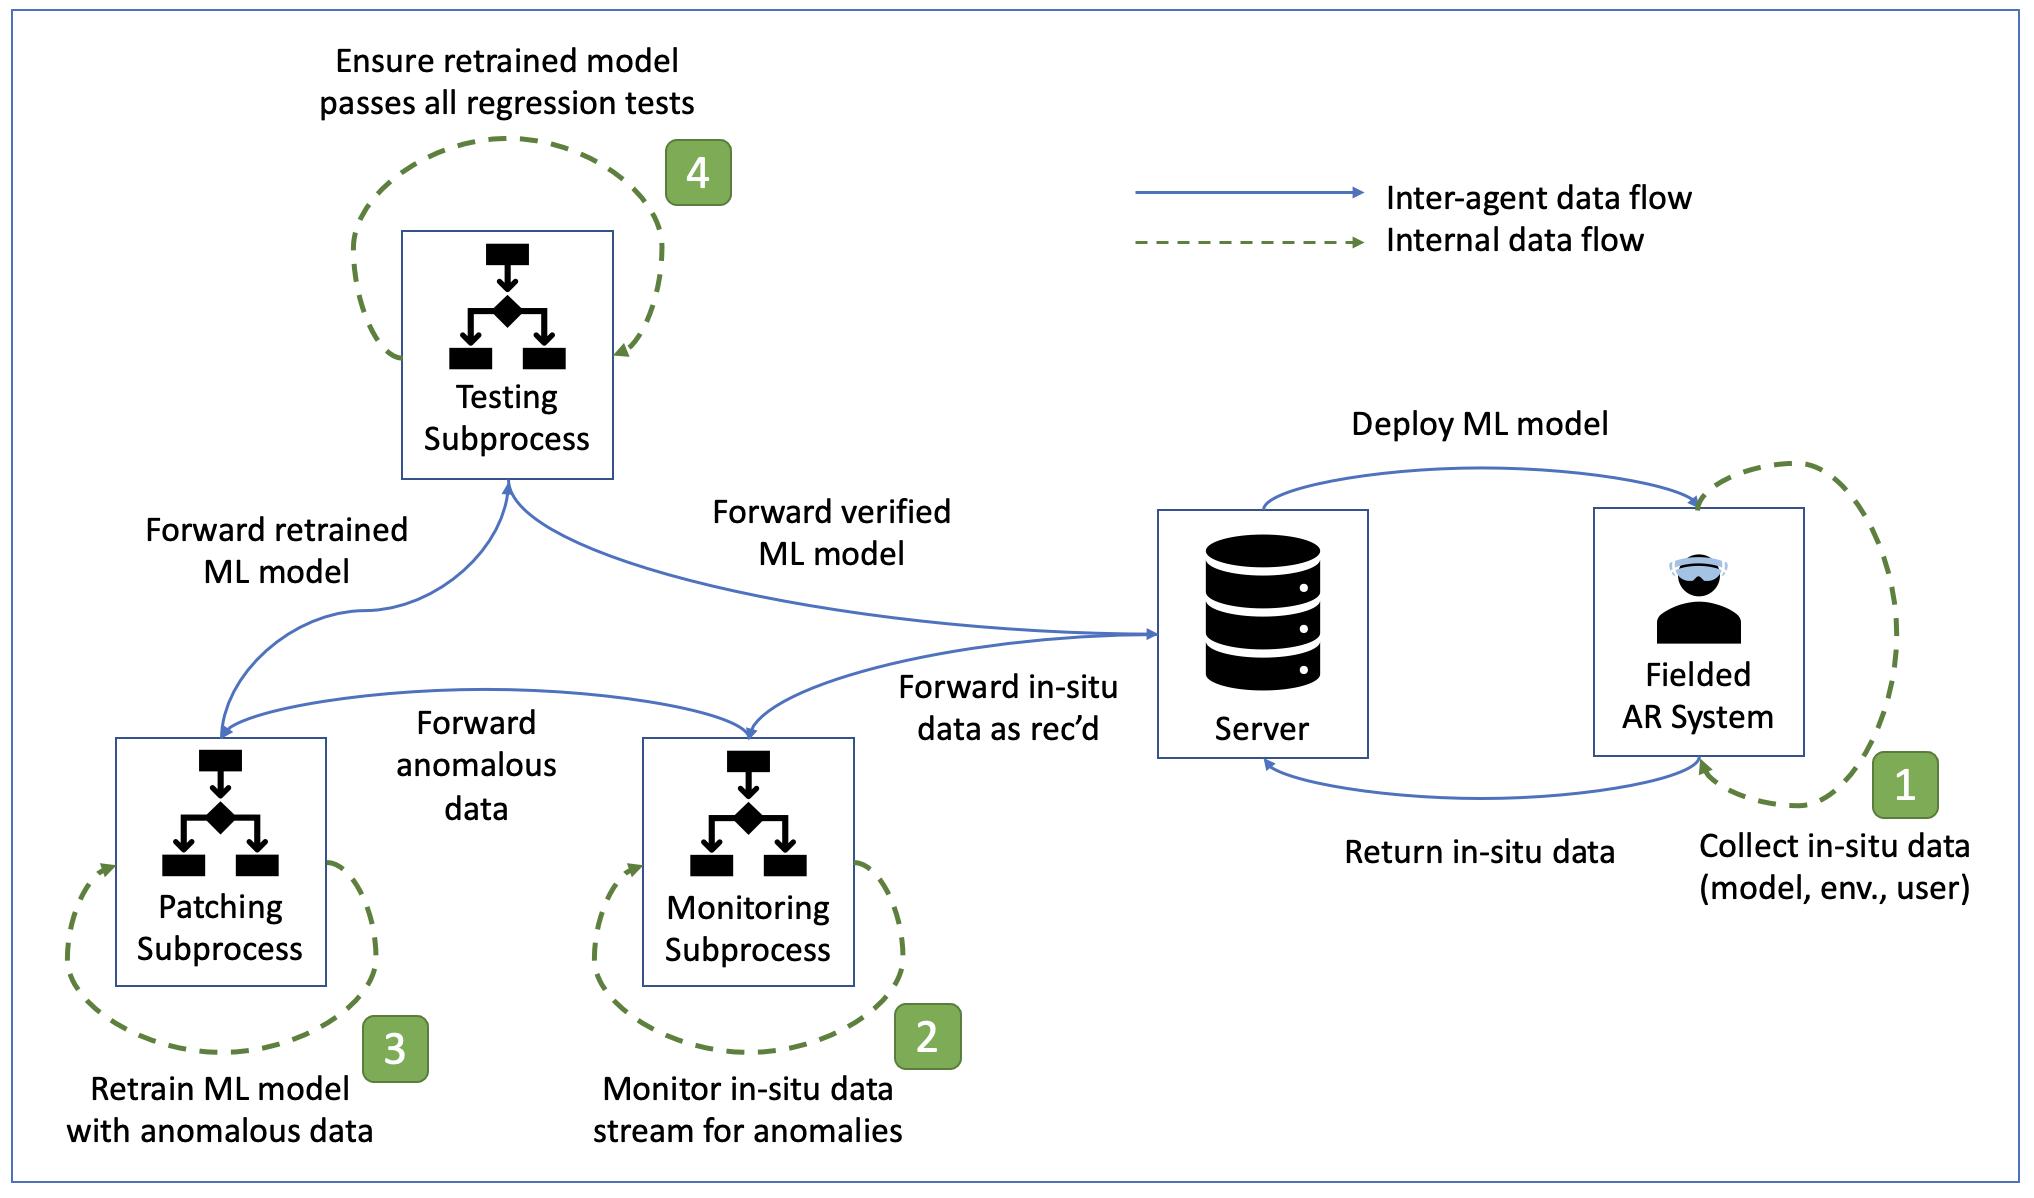 Ensure retrained model
passes all regression tests
4
Inter-agent data flow
Internal data flow
Testing
Subprocess
Deploy ML model
Forward retrained
ML model
Forward verified
ML model
Forward in-situ
data as rec’d
Server
Fielded
AR System
1
Return in-situ data
Collect in-situ data
(model, env., user)
Forward
anomalous
data
Patching
Subprocess
Monitoring
Subprocess
3
2
Retrain ML model
with anomalous data
Monitor in-situ data
stream for anomalies